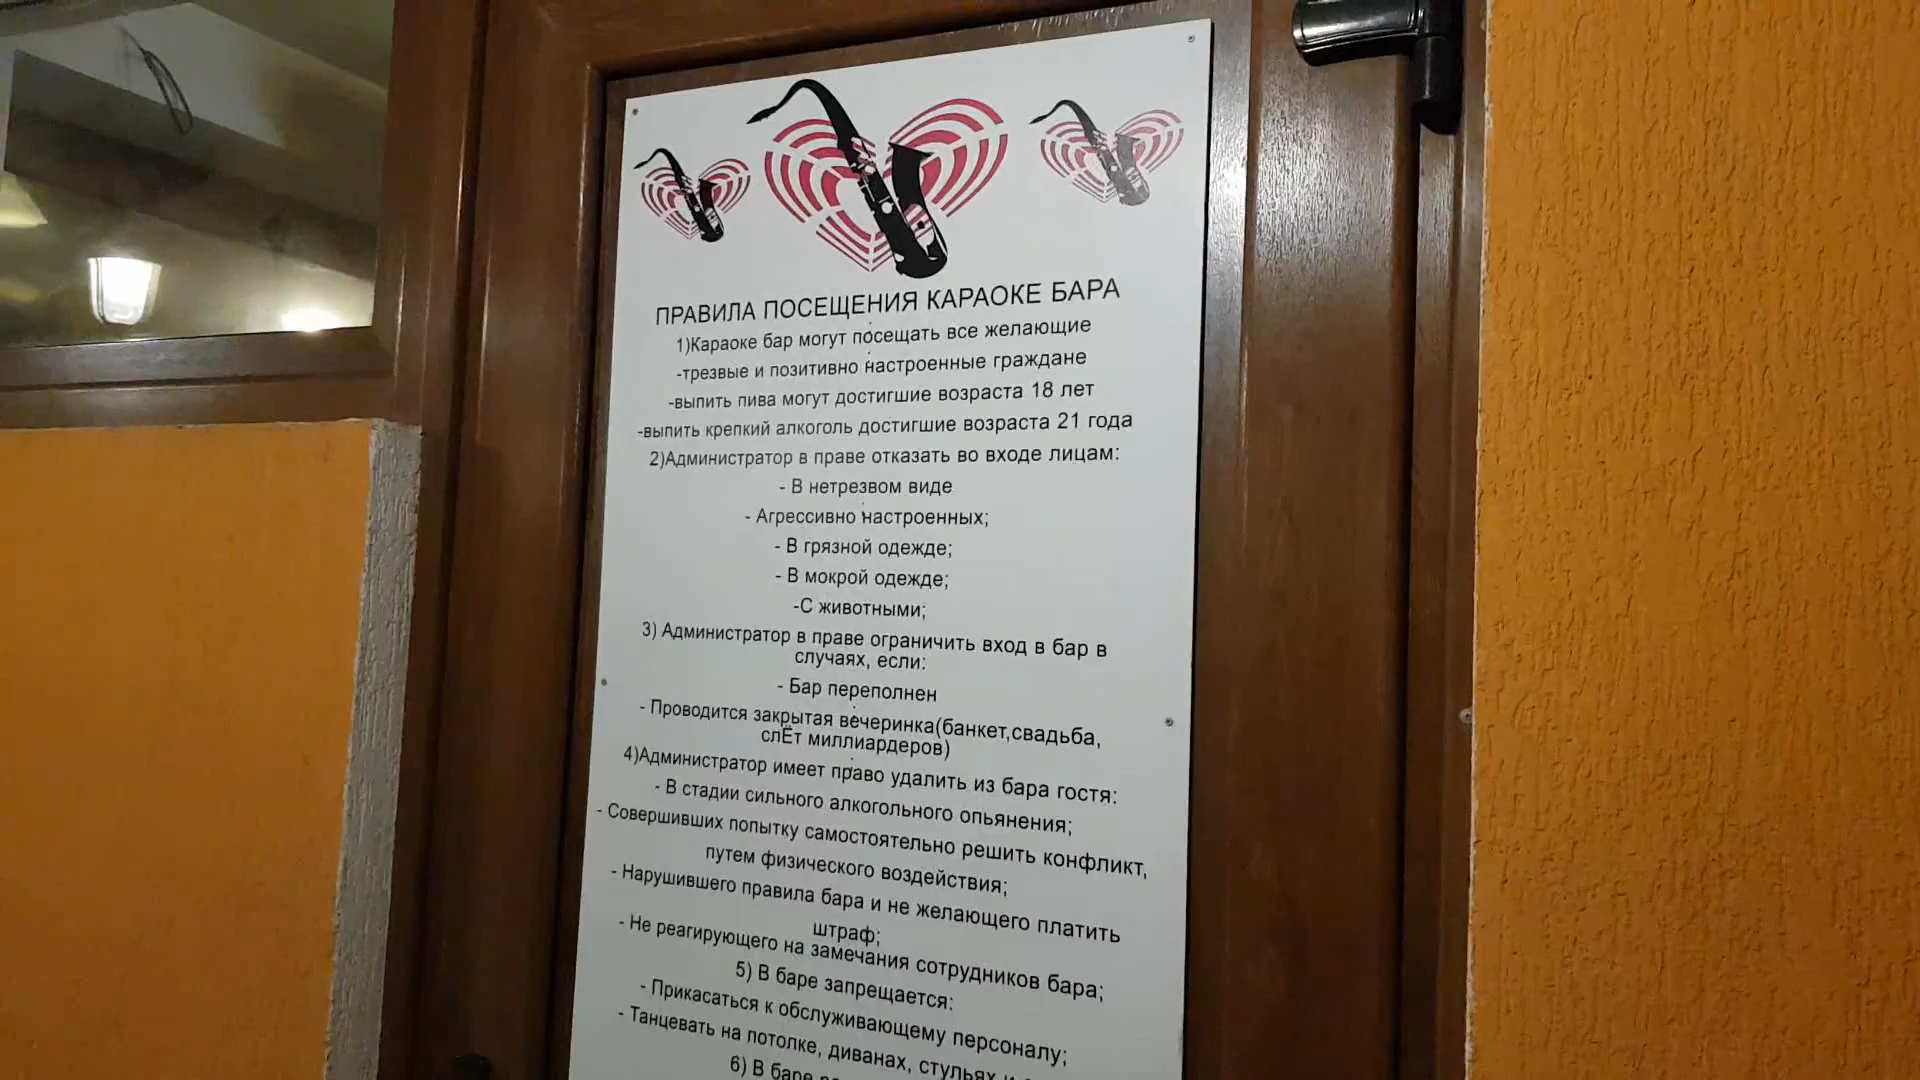 ПРАВИЛА ПОСЕЩЕНИЯ КАРАОКЕ БАРА
1)Караоке бар могут посещать все желающие
-трезвые и позитивно настроенные граждане
-выпить пива могут достигшие возраста 18 лет
-выпить крепкий алкоголь достигшие возраста 21 года
2)Администратор в праве отказать во входе лицам:
- В нетрезвом виде
- Агрессивно настроенных;
- В грязной одежде;
- В мокрой одежде;
-С животными;
3) Администратор в праве ограничить вход в бар в
случаях, если:
- Бар переполнен
- Проводится закрытая вечеринка(банкет,свадьба,
слЁт миллиардеров)
4)Администратор имеет право удалить из бара гостя:
- В стадии сильного алкогольного опьянения;
- Совершивших попытку самостоятельно решить конфликт,
путем физического воздействия;
- Нарушившего правила бара и не желающего платить
штраф;
- Не реагирующего на замечания сотрудников бара;
5) В баре запрещается:
- Прикасаться к обслуживающему персоналу;
- Танцевать на потолке, диванах, стульях и
6) В баре